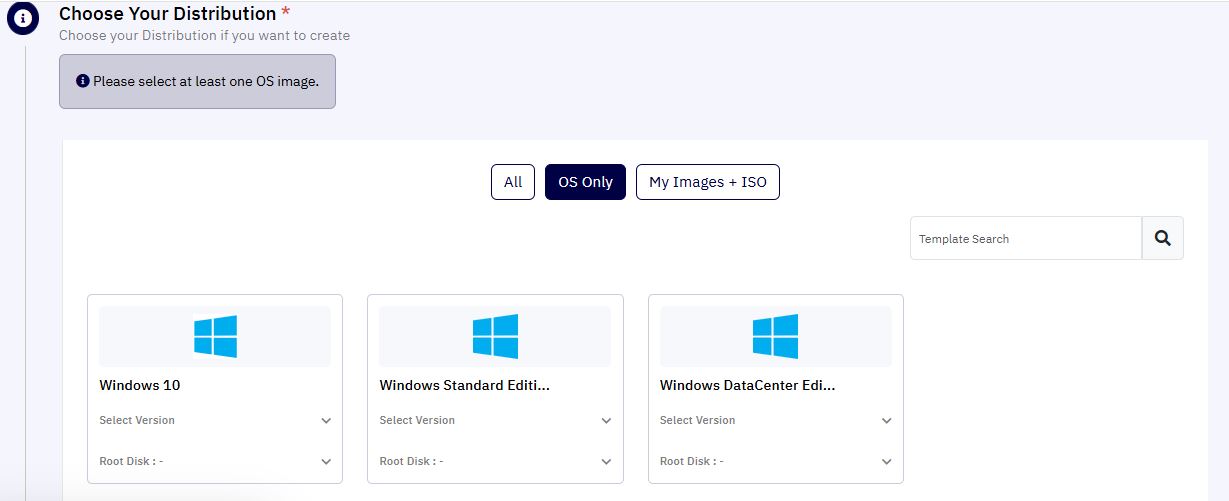 Choose Your Distribution *
Choose your Distribution if you want to create
Please select at least one OS image.
All
OS Only
My Images + ISO
Template Search
Windows 10
Select Version
Root Disk : -
Windows Standard Editi...
Select Version
Root Disk : -
Windows DataCenter Edi...
Select Version
Root Disk : -